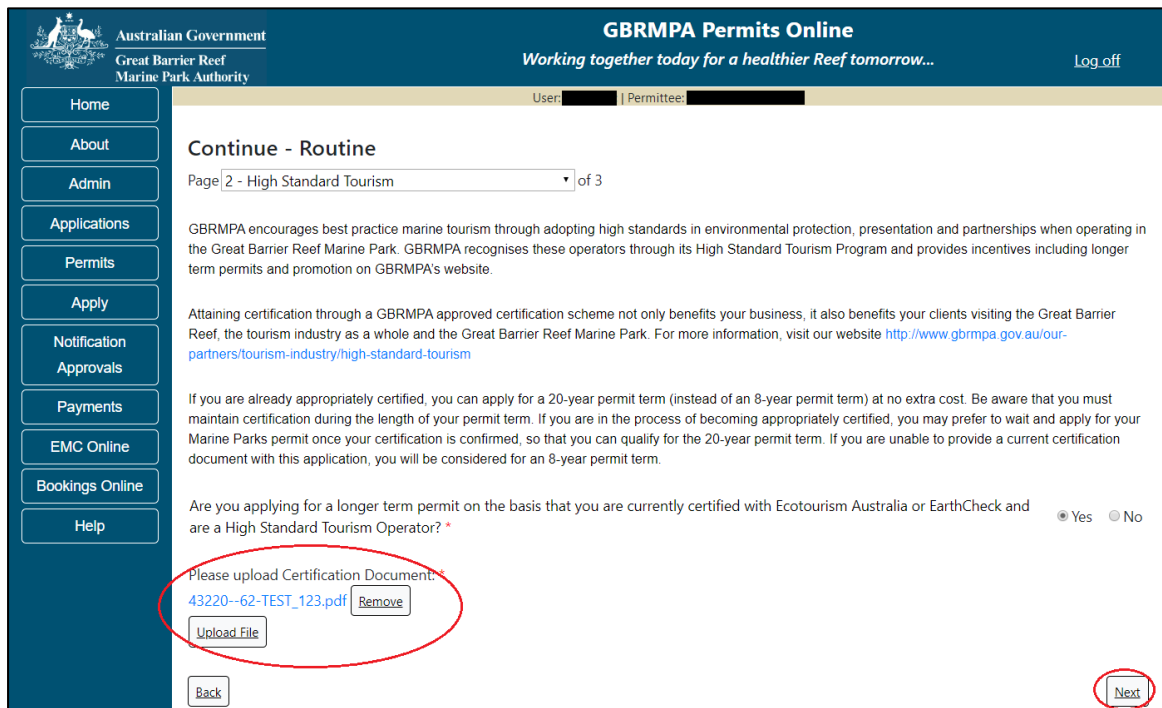 Australian Government
Great Barrier Reef
Marine Park Authority
GBRMPA Permits Online
Working together today for a healthier Reef tomorrow...
Log off
User: | Permittee:
Home
About
Admin
Applications
Permits
Apply
Notification
Approvals
Payments
EMC Online
Bookings Online
Help
Continue - Routine
Page 2 - High Standard Tourism of 3
GBRMPA encourages best practice marine tourism through adopting high standards in environmental protection, presentation and partnerships when operating in
the Great Barrier Reef Marine Park. GBRMPA recognises these operators through its High Standard Tourism Program and provides incentives including longer
term permits and promotion on GBRMPA's website.
Attaining certification through a GBRMPA approved certification scheme not only benefits your business, it also benefits your clients visiting the Great Barrier
Reef, the tourism industry as a whole and the Great Barrier Reef Marine Park. For more information, visit our website http://www.gbrmpa.gov.au/our-
partners/tourism-industry/high-standard-tourism
If you are already appropriately certified, you can apply for a 20-year permit term (instead of an 8-year permit term) at no extra cost. Be aware that you must
maintain certification during the length of your permit term. If you are in the process of becoming appropriately certified, you may prefer to wait and apply for your
Marine Parks permit once your certification is confirmed, so that you can qualify for the 20-year permit term. If you are unable to provide a current certification
document with this application, you will be considered for an 8-year permit term.
Are you applying for a longer term permit on the basis that you are currently certified with Ecotourism Australia or EarthCheck and
are a High Standard Tourism Operator? *
Yes No
Please upload Certification Document: *
43220--62-TEST_123.pdf Remove
Upload File
Back
Next